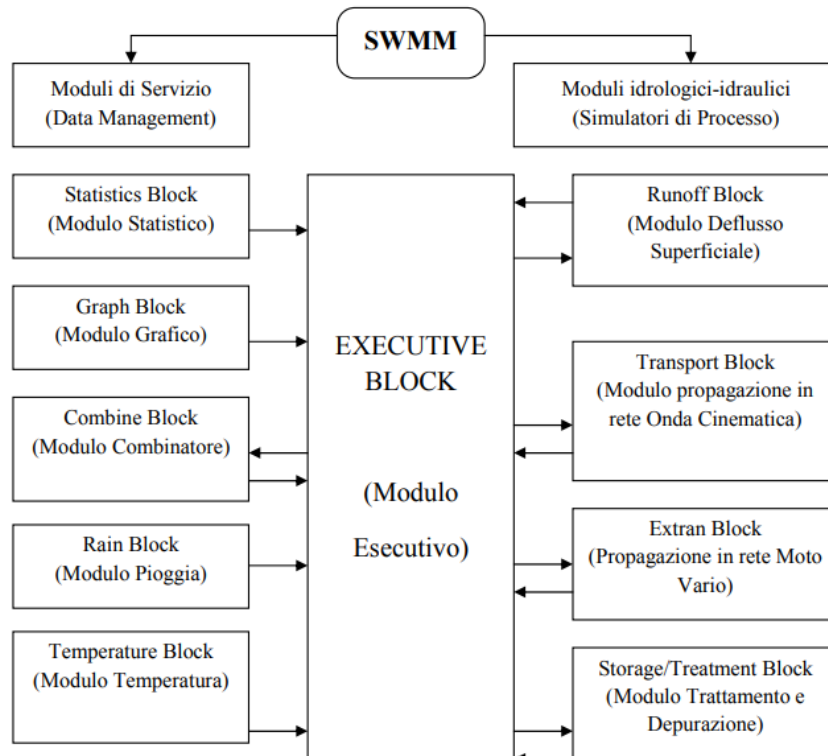 SWMM
Moduli di Servizio
(Data Management)
Moduli idrologici-idraulici
(Simulatori di Processo)
Statistics Block
(Modulo Statistico)
Graph Block
(Modulo Grafico)
Combine Block
(Modulo Combinatore)
Rain Block
(Modulo Pioggia)
Temperature Block
(Modulo Temperatura)
EXECUTIVE
BLOCK
(Modulo
Esecutivo)
Runoff Block
(Modulo Deflusso
Superficiale)
Transport Block
(Modulo propagazione in
rete Onda Cinematica)
Extran Block
(Propagazione in rete Moto
Vario)
Storage/Treatment Block
(Modulo Trattamento e
Depurazione)